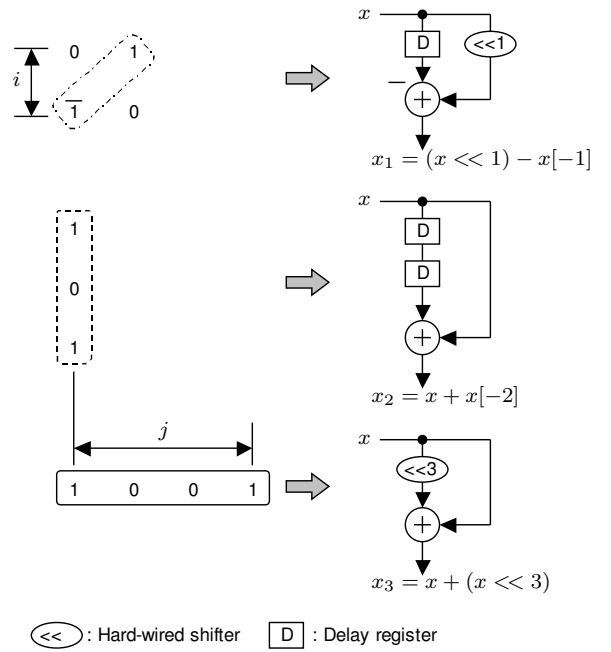 x
0 1
D <<1
i
1̅ 0
− +
x₁ = (x << 1) − x[−1]
x
1
D
0
D
1
+
x₂ = x + x[−2]
j
x
<<3
1 0 0 1
+
x₃ = x + (x << 3)
<< : Hard-wired shifter D : Delay register